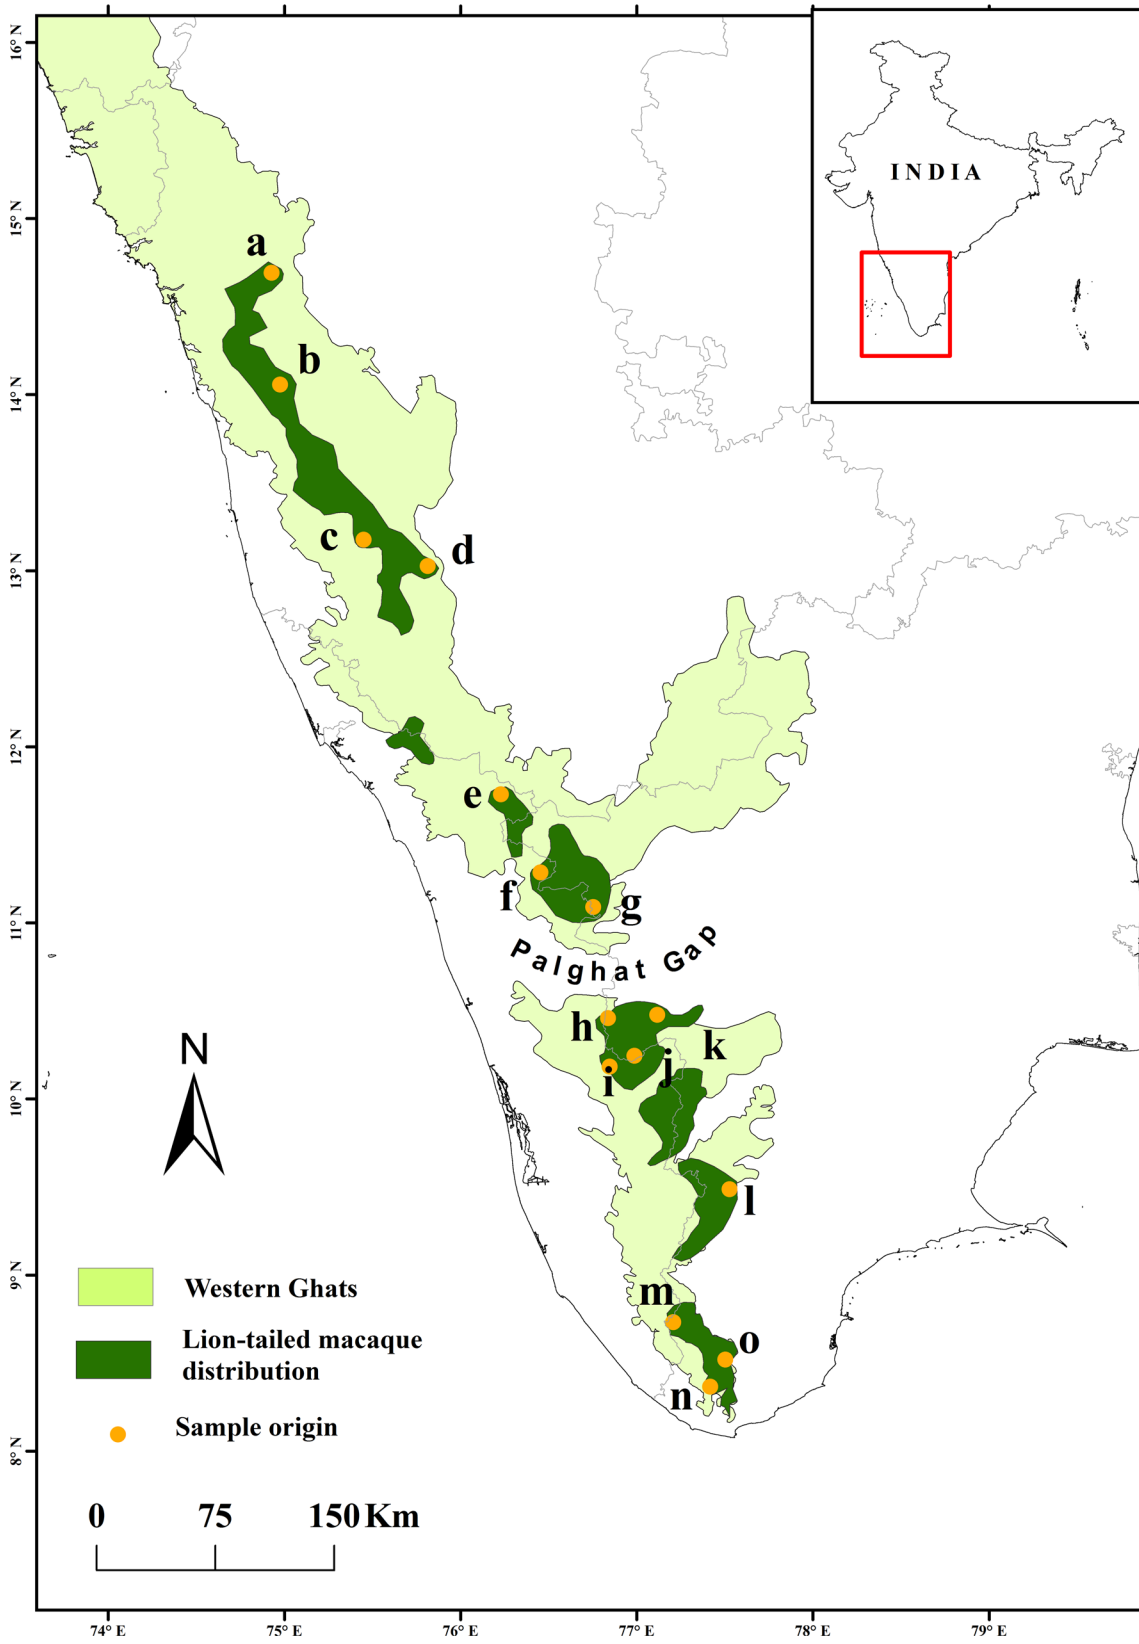 16° N
15° N
14° N
13° N
12° N
11° N
10° N
9° N
8° N
INDIA
a
b
c
d
e
f
g
Palghat Gap
h
k
j
i
l
m
o
n
Western Ghats
Lion-tailed macaque
distribution
Sample origin
N
0 75 150 Km
74° E 75° E 76° E 77° E 78° E 79° E